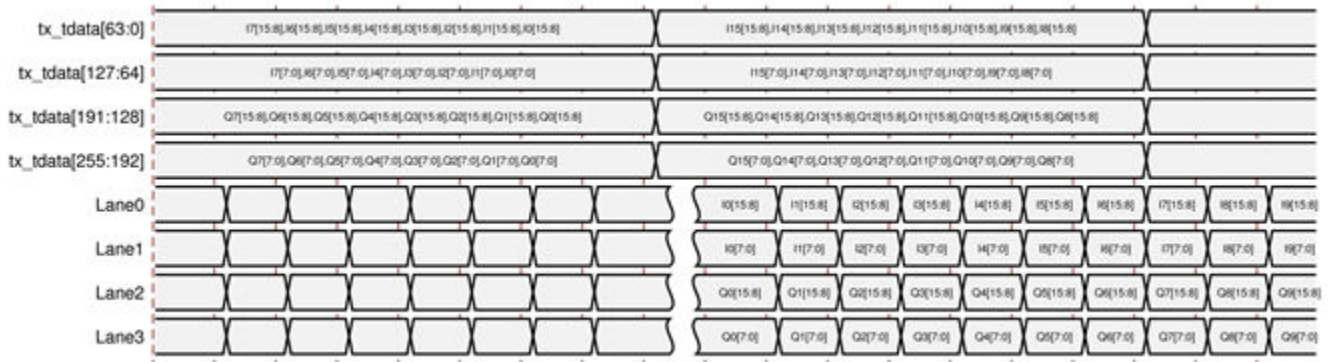 tx_tdata[63:0] I7[15:8],I6[15:8],I5[15:8],I4[15:8],I3[15:8],I2[15:8],I1[15:8],I0[15:8] I15[15:8],I14[15:8],I13[15:8],I12[15:8],I11[15:8],I10[15:8],I9[15:8],I8[15:8]
tx_tdata[127:64] I7[7:0],I6[7:0],I5[7:0],I4[7:0],I3[7:0],I2[7:0],I1[7:0],I0[7:0] I15[7:0],I14[7:0],I13[7:0],I12[7:0],I11[7:0],I10[7:0],I9[7:0],I8[7:0]
tx_tdata[191:128] Q7[15:8],Q6[15:8],Q5[15:8],Q4[15:8],Q3[15:8],Q2[15:8],Q1[15:8],Q0[15:8] Q15[15:8],Q14[15:8],Q13[15:8],Q12[15:8],Q11[15:8],Q10[15:8],Q9[15:8],Q8[15:8]
tx_tdata[255:192] Q7[7:0],Q6[7:0],Q5[7:0],Q4[7:0],Q3[7:0],Q2[7:0],Q1[7:0],Q0[7:0] Q15[7:0],Q14[7:0],Q13[7:0],Q12[7:0],Q11[7:0],Q10[7:0],Q9[7:0],Q8[7:0]
Lane0 I0[15:8] I1[15:8] I2[15:8] I3[15:8] I4[15:8] I5[15:8] I6[15:8] I7[15:8] I8[15:8] I9[15:8]
Lane1 I0[7:0] I1[7:0] I2[7:0] I3[7:0] I4[7:0] I5[7:0] I6[7:0] I7[7:0] I8[7:0] I9[7:0]
Lane2 Q0[15:8] Q1[15:8] Q2[15:8] Q3[15:8] Q4[15:8] Q5[15:8] Q6[15:8] Q7[15:8] Q8[15:8] Q9[15:8]
Lane3 Q0[7:0] Q1[7:0] Q2[7:0] Q3[7:0] Q4[7:0] Q5[7:0] Q6[7:0] Q7[7:0] Q8[7:0] Q9[7:0]